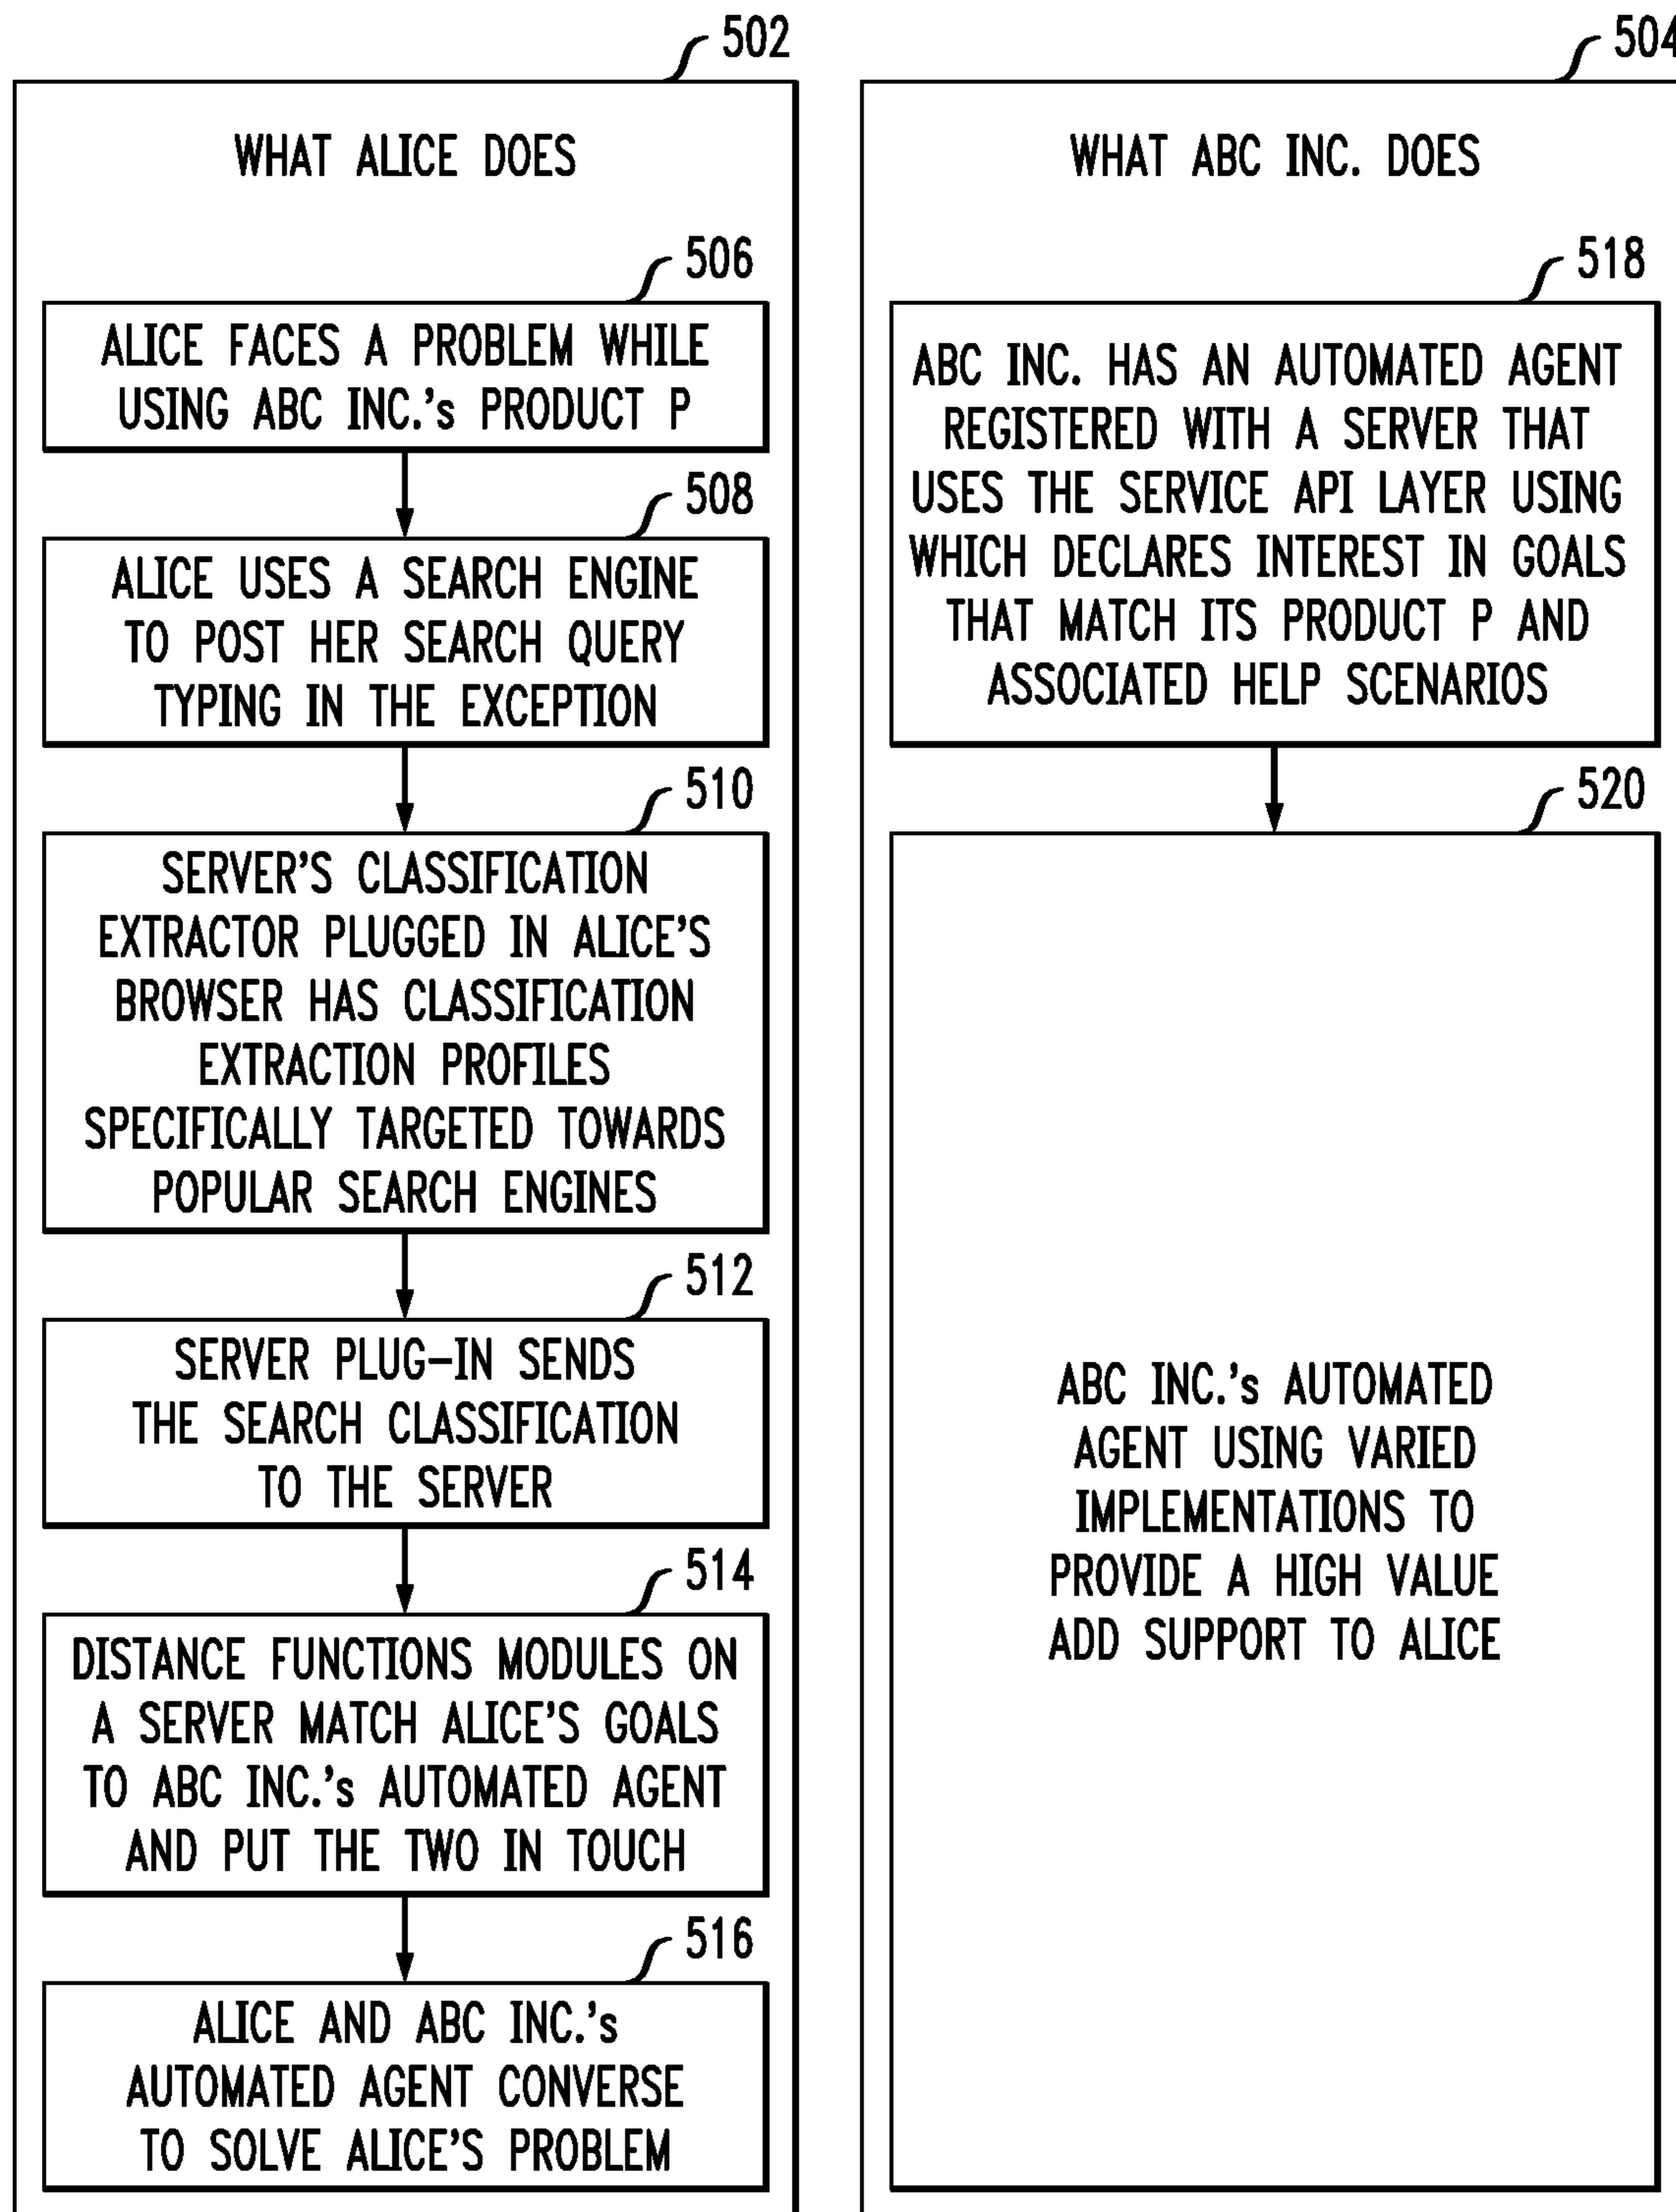 502
WHAT ALICE DOES
506
ALICE FACES A PROBLEM WHILE
USING ABC INC.'s PRODUCT P
508
ALICE USES A SEARCH ENGINE
TO POST HER SEARCH QUERY
TYPING IN THE EXCEPTION
510
SERVER'S CLASSIFICATION
EXTRACTOR PLUGGED IN ALICE'S
BROWSER HAS CLASSIFICATION
EXTRACTION PROFILES
SPECIFICALLY TARGETED TOWARDS
POPULAR SEARCH ENGINES
512
SERVER PLUG-IN SENDS
THE SEARCH CLASSIFICATION
TO THE SERVER
514
DISTANCE FUNCTIONS MODULES ON
A SERVER MATCH ALICE'S GOALS
TO ABC INC.'s AUTOMATED AGENT
AND PUT THE TWO IN TOUCH
516
ALICE AND ABC INC.'s
AUTOMATED AGENT CONVERSE
TO SOLVE ALICE'S PROBLEM
504
WHAT ABC INC. DOES
518
ABC INC. HAS AN AUTOMATED AGENT
REGISTERED WITH A SERVER THAT
USES THE SERVICE API LAYER USING
WHICH DECLARES INTEREST IN GOALS
THAT MATCH ITS PRODUCT P AND
ASSOCIATED HELP SCENARIOS
520
ABC INC.'s AUTOMATED
AGENT USING VARIED
IMPLEMENTATIONS TO
PROVIDE A HIGH VALUE
ADD SUPPORT TO ALICE